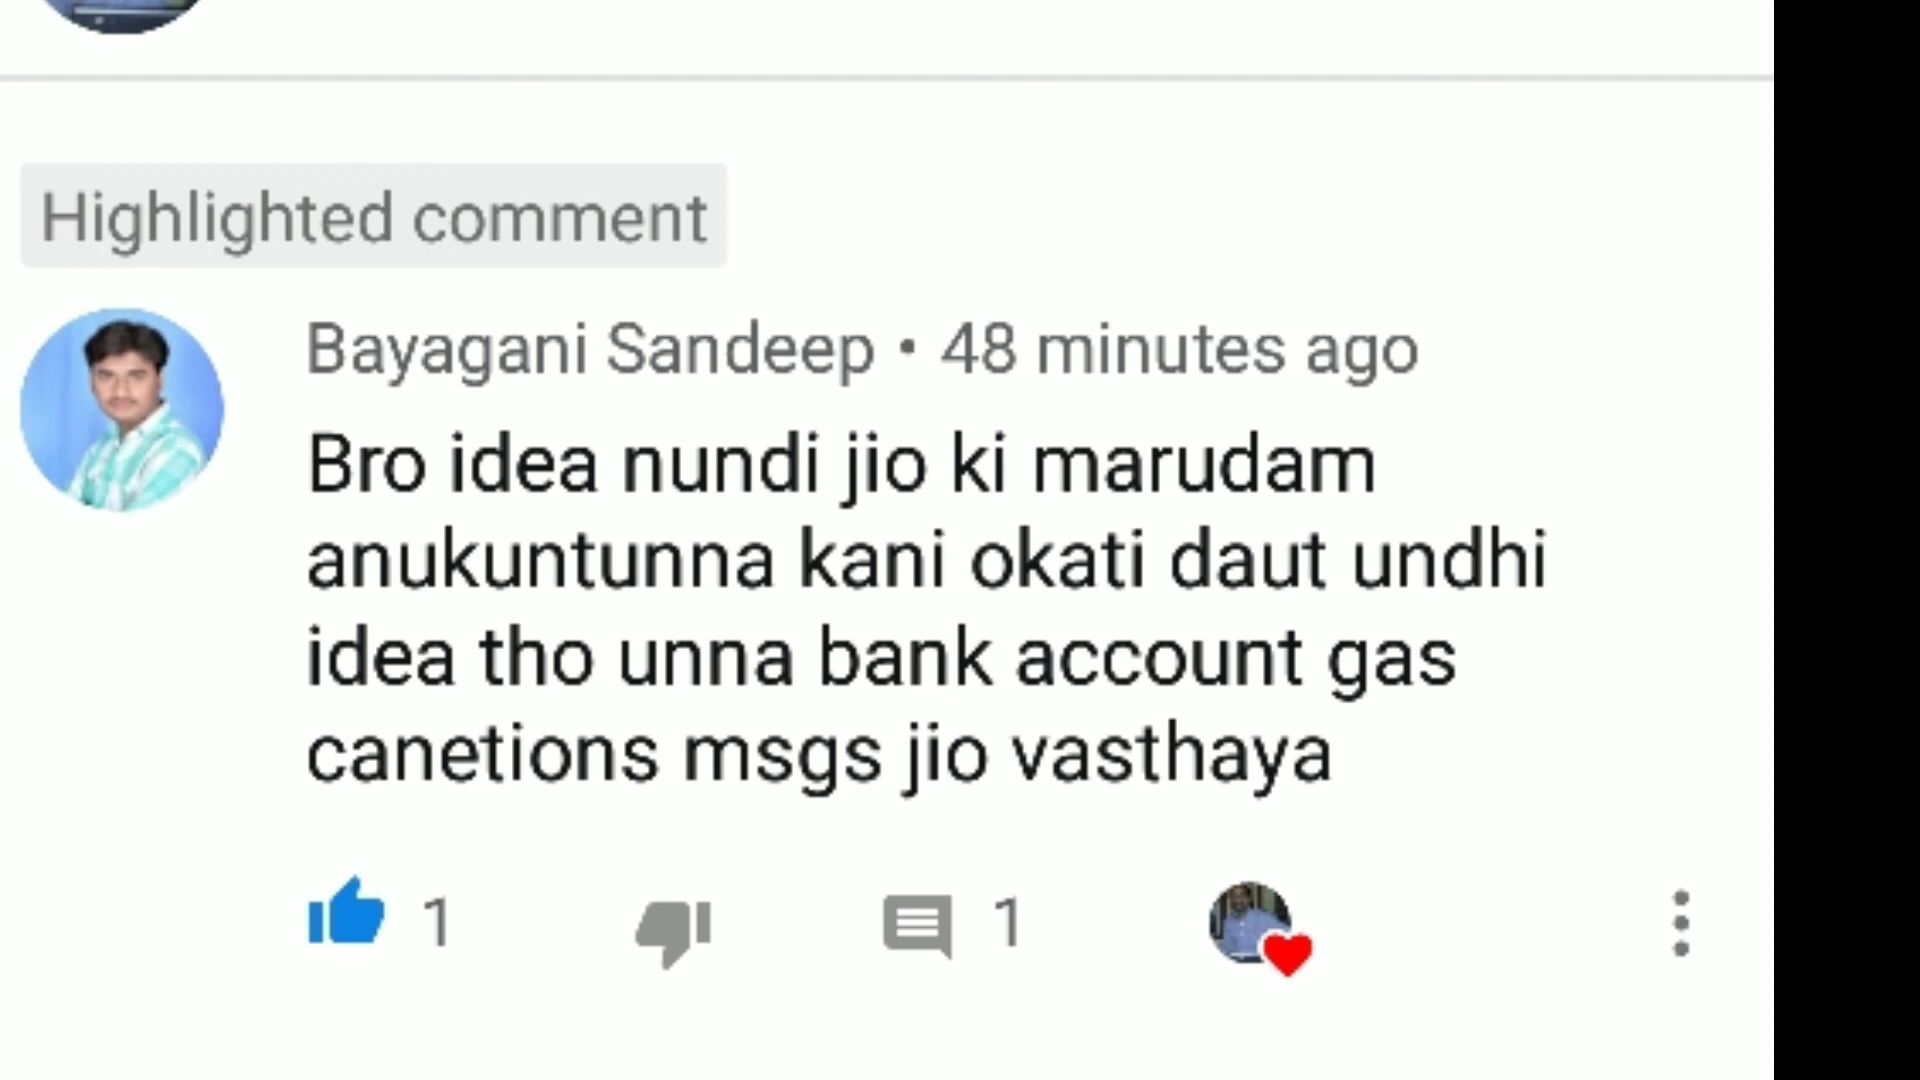 Highlighted comment
Bayagani Sandeep • 48 minutes ago
Bro idea nundi jio ki marudam
anukuntunna kani okati daut undhi
idea tho unna bank account gas
canetions msgs jio vasthaya
1 1